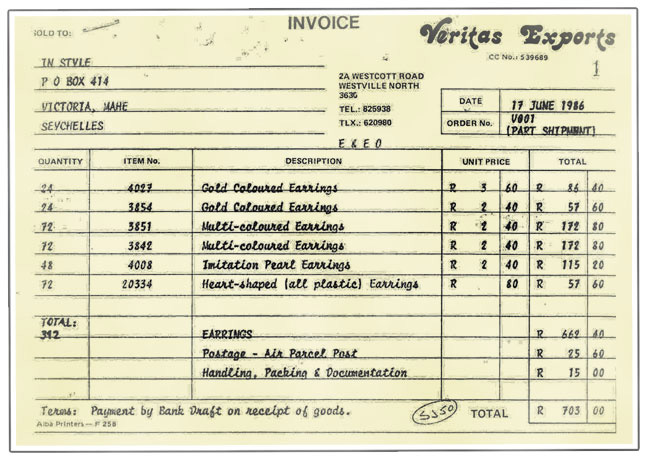 INVOICE
SOLD TO:
Veritas Exports
CC No.: 539689
1
IN STYLE
P O BOX 414
VICTORIA, MAHE
SEYCHELLES
2A WESTCOTT ROAD
WESTVILLE NORTH
3630
TEL.: 825938
TLX.: 620980
E & E O
DATE 17 JUNE 1986
ORDER No. V001
(PART SHIPMENT)
QUANTITY ITEM No. DESCRIPTION UNIT PRICE TOTAL
24 4027 Gold Coloured Earrings R 3 60 R 86 40
24 3854 Gold Coloured Earrings R 2 40 R 57 60
72 3851 Multi-coloured Earrings R 2 40 R 172 80
72 3842 Multi-coloured Earrings R 2 40 R 172 80
48 4008 Imitation Pearl Earrings R 2 40 R 115 20
72 20334 Heart-shaped (all plastic) Earrings R 80 R 57 60
TOTAL:
312 EARRINGS R 662 40
Postage - Air Parcel Post R 25 60
Handling, Packing & Documentation R 15 00
Terms: Payment by Bank Draft on receipt of goods. TOTAL R 703 00
Alba Printers — P 258